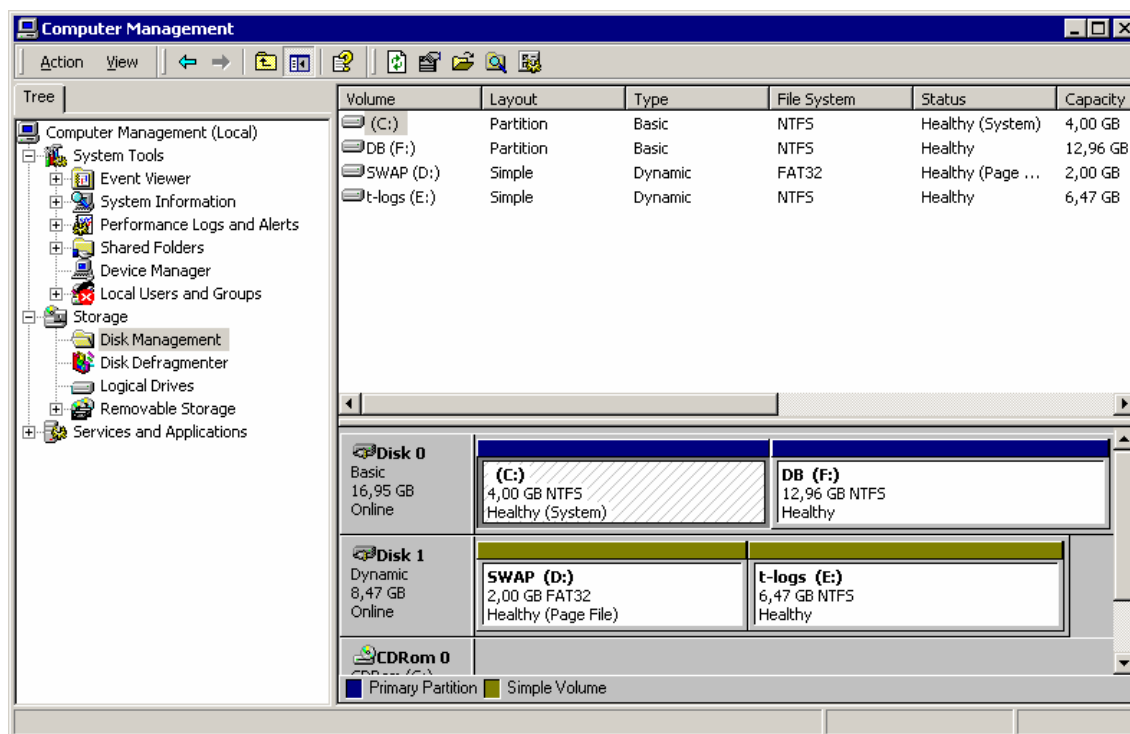 Computer Management
Action View
Tree
Computer Management (Local)
System Tools
Event Viewer
System Information
Performance Logs and Alerts
Shared Folders
Device Manager
Local Users and Groups
Storage
Disk Management
Disk Defragmenter
Logical Drives
Removable Storage
Services and Applications
Volume Layout Type File System Status Capacity
(C:) Partition Basic NTFS Healthy (System) 4,00 GB
DB (F:) Partition Basic NTFS Healthy 12,96 GB
SWAP (D:) Simple Dynamic FAT32 Healthy (Page ... 2,00 GB
t-logs (E:) Simple Dynamic NTFS Healthy 6,47 GB
Disk 0
Basic
16,95 GB
Online
(C:)
4,00 GB NTFS
Healthy (System)
DB (F:)
12,96 GB NTFS
Healthy
Disk 1
Dynamic
8,47 GB
Online
SWAP (D:)
2,00 GB FAT32
Healthy (Page File)
t-logs (E:)
6,47 GB NTFS
Healthy
CDRom 0
Primary Partition Simple Volume